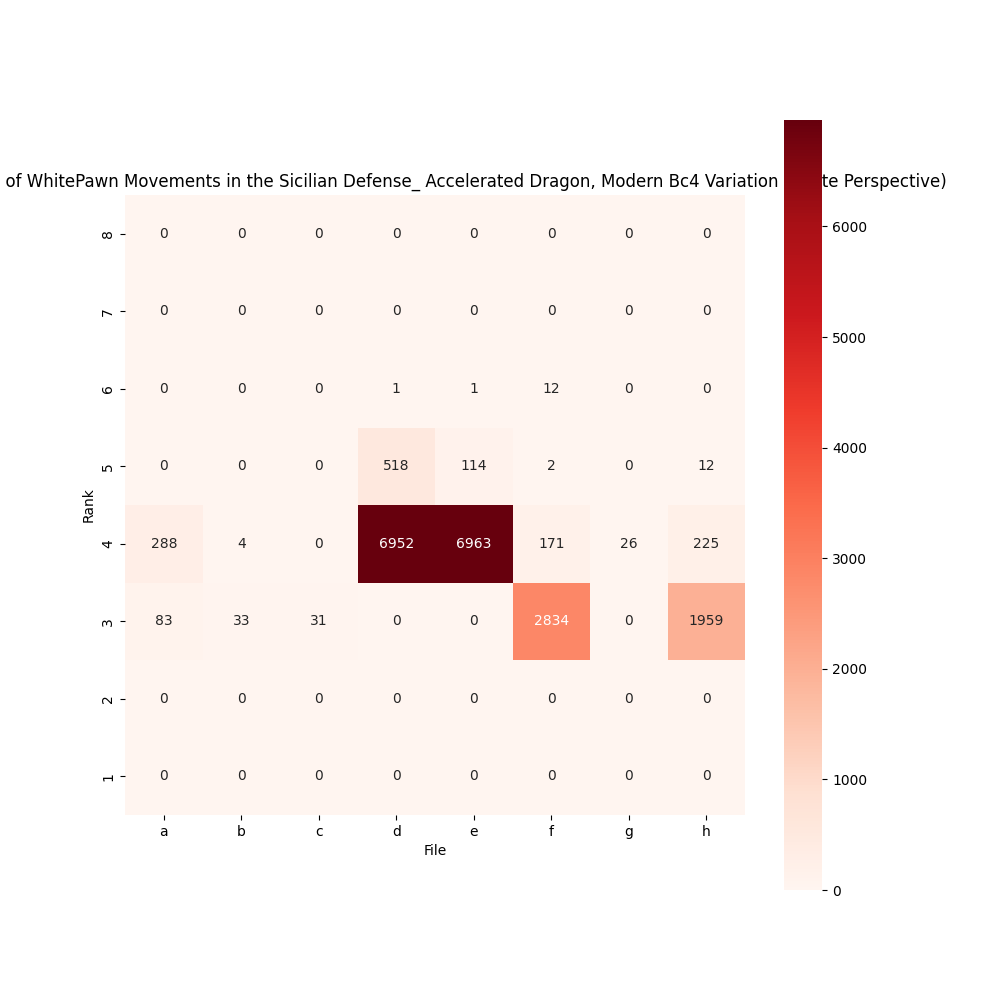 of WhitePawn Movements in the Sicilian Defense_ Accelerated Dragon, Modern Bc4 Variation te Perspective)
6000
8 0 0 0 0 0 0 0 0
7 0 0 0 0 0 0 0 0
5000
6 0 0 0 1 1 12 0 0
4000
5 0 0 0 518 114 2 0 12
Rank
4 288 4 0 6952 6963 171 26 225
3000
3 83 33 31 0 0 2834 0 1959
2000
2 0 0 0 0 0 0 0 0
1 0 0 0 0 0 0 0 0
1000
a b c d e f g h
File
0